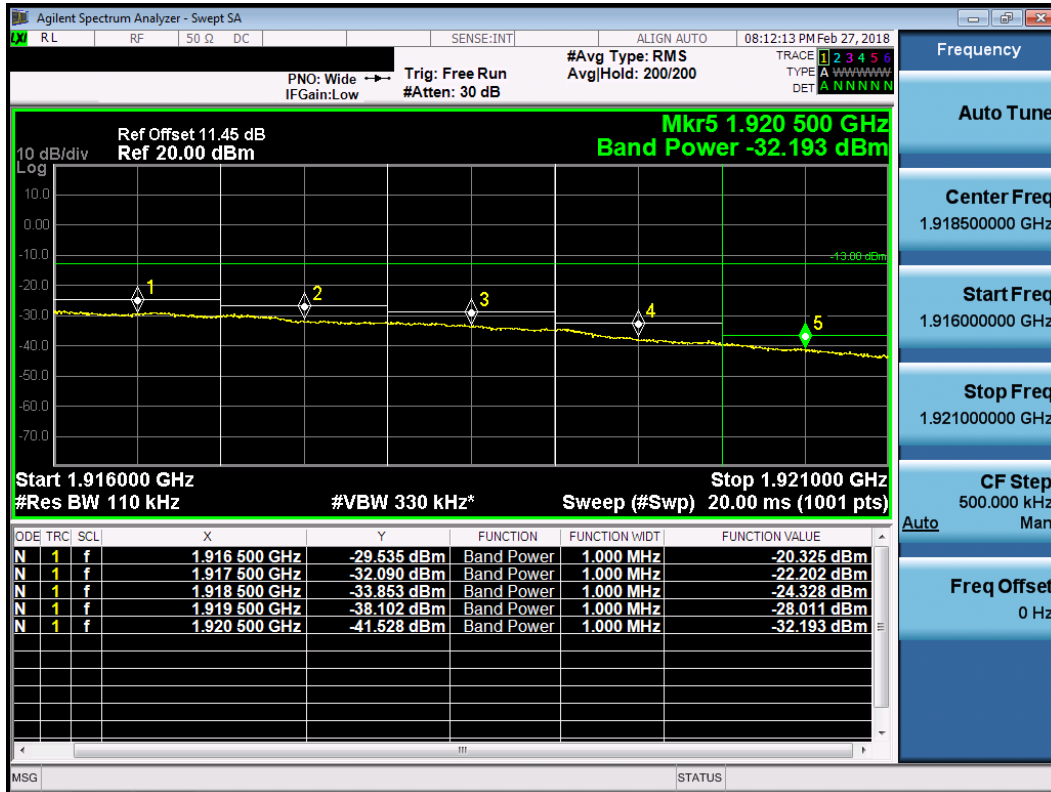 Agilent Spectrum Analyzer - Swept SA
LXI RL RF 50 Ω DC SENSE:INT ALIGN AUTO 08:12:13 PM Feb 27, 2018
PNO: Wide
IFGain:Low
Trig: Free Run
#Atten: 30 dB
#Avg Type: RMS
Avg|Hold: 200/200
TRACE 1 2 3 4 5 6
TYPE A WWWWW
DET A N N N N N
Mkr5 1.920 500 GHz
Band Power -32.193 dBm
Ref Offset 11.45 dB
10 dB/div Ref 20.00 dBm
Log
10.0
0.00
-10.0
-13.00 dBm
-20.0
-30.0
-40.0
-50.0
-60.0
-70.0
1
2
3
4
5
Start 1.916000 GHz Stop 1.921000 GHz
#Res BW 110 kHz #VBW 330 kHz* Sweep (#Swp) 20.00 ms (1001 pts)
ODE TRC SCL X Y FUNCTION FUNCTION WIDT FUNCTION VALUE
N 1 f 1.916 500 GHz -29.535 dBm Band Power 1.000 MHz -20.325 dBm
N 1 f 1.917 500 GHz -32.090 dBm Band Power 1.000 MHz -22.202 dBm
N 1 f 1.918 500 GHz -33.853 dBm Band Power 1.000 MHz -24.328 dBm
N 1 f 1.919 500 GHz -38.102 dBm Band Power 1.000 MHz -28.011 dBm
N 1 f 1.920 500 GHz -41.528 dBm Band Power 1.000 MHz -32.193 dBm
MSG STATUS
Frequency
Auto Tune
Center Freq
1.918500000 GHz
Start Freq
1.916000000 GHz
Stop Freq
1.921000000 GHz
CF Step
500.000 kHz
Auto Man
Freq Offset
0 Hz